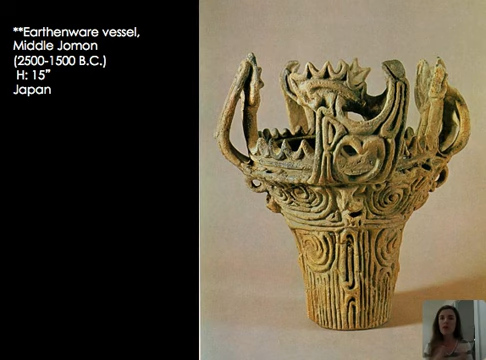 **Earthenware vessel,
Middle Jomon
(2500-1500 B.C.)
H: 15”
Japan